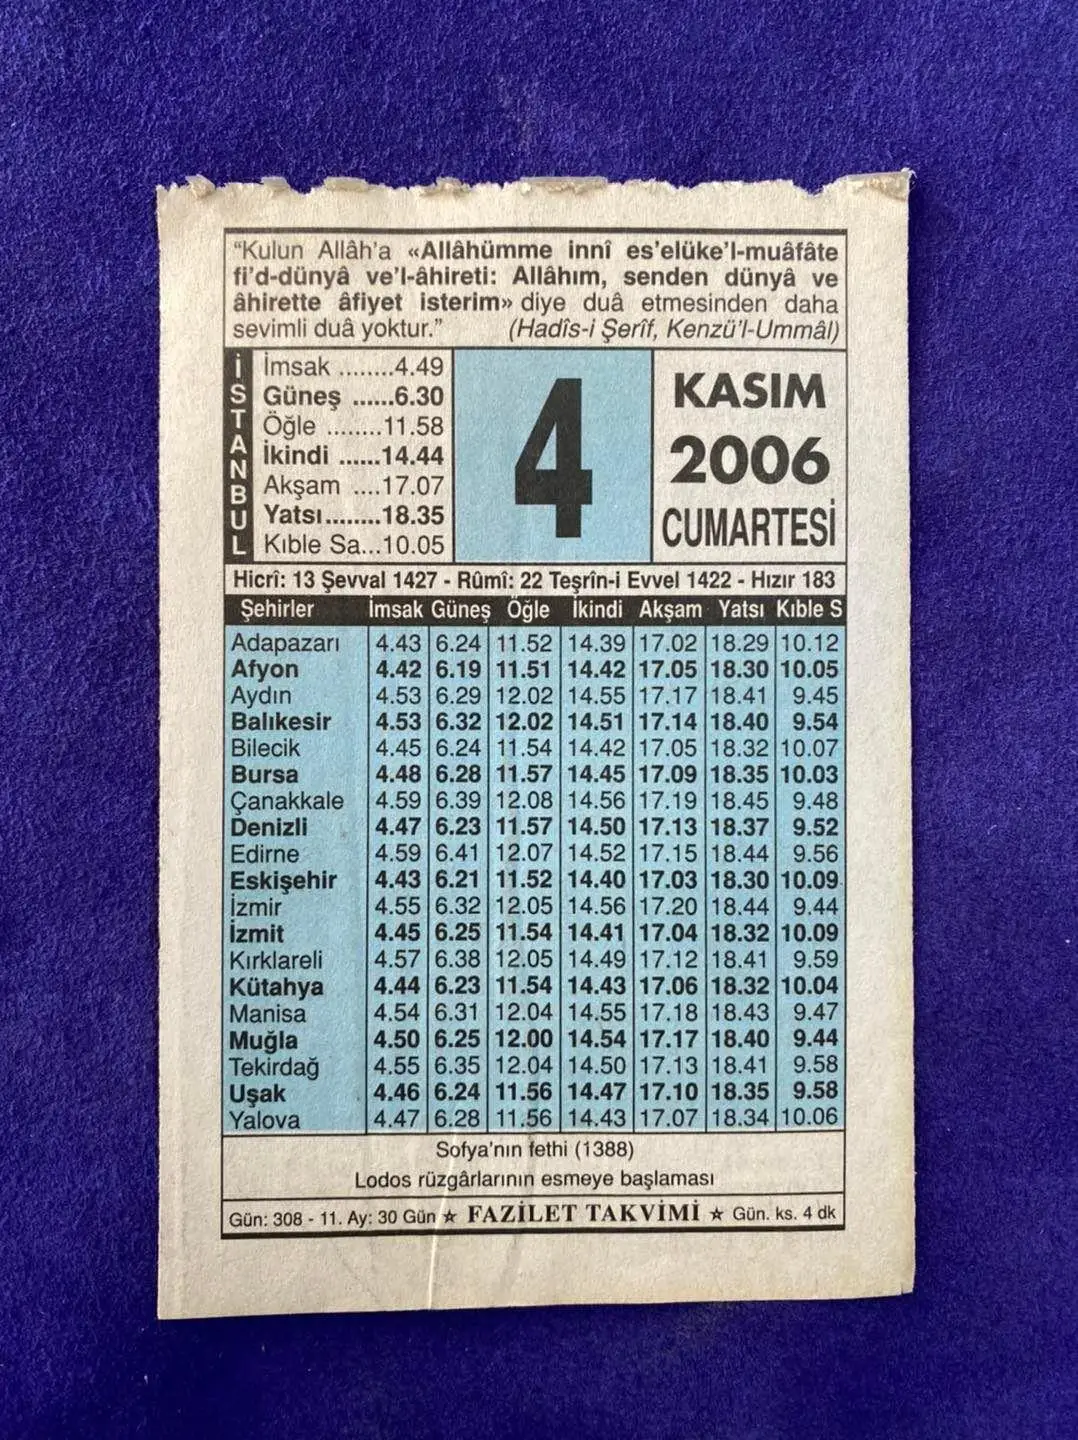 “Kulun Allâh’a «Allâhümme innî es’elüke’l-muâfâte
fi’d-dünyâ ve’l-âhireti: Allâhım, senden dünyâ ve
âhirette âfiyet isterim» diye duâ etmesinden daha
sevimli duâ yoktur.” (Hadîs-i Şerîf, Kenzü’l-Ummâl)
İSTANBUL
İmsak ........4.49
Güneş ......6.30
Öğle ........11.58
İkindi ......14.44
Akşam ....17.07
Yatsı........18.35
Kıble Sa...10.05
4
KASIM
2006
CUMARTESİ
Hicrî: 13 Şevval 1427 - Rûmî: 22 Teşrîn-i Evvel 1422 - Hızır 183
Şehirler İmsak Güneş Öğle İkindi Akşam Yatsı Kıble S
Adapazarı 4.43 6.24 11.52 14.39 17.02 18.29 10.12
Afyon 4.42 6.19 11.51 14.42 17.05 18.30 10.05
Aydın 4.53 6.29 12.02 14.55 17.17 18.41 9.45
Balıkesir 4.53 6.32 12.02 14.51 17.14 18.40 9.54
Bilecik 4.45 6.24 11.54 14.42 17.05 18.32 10.07
Bursa 4.48 6.28 11.57 14.45 17.09 18.35 10.03
Çanakkale 4.59 6.39 12.08 14.56 17.19 18.45 9.48
Denizli 4.47 6.23 11.57 14.50 17.13 18.37 9.52
Edirne 4.59 6.41 12.07 14.52 17.15 18.44 9.56
Eskişehir 4.43 6.21 11.52 14.40 17.03 18.30 10.09
İzmir 4.55 6.32 12.05 14.56 17.20 18.44 9.44
İzmit 4.45 6.25 11.54 14.41 17.04 18.32 10.09
Kırklareli 4.57 6.38 12.05 14.49 17.12 18.41 9.59
Kütahya 4.44 6.23 11.54 14.43 17.06 18.32 10.04
Manisa 4.54 6.31 12.04 14.55 17.18 18.43 9.47
Muğla 4.50 6.25 12.00 14.54 17.17 18.40 9.44
Tekirdağ 4.55 6.35 12.04 14.50 17.13 18.41 9.58
Uşak 4.46 6.24 11.56 14.47 17.10 18.35 9.58
Yalova 4.47 6.28 11.56 14.43 17.07 18.34 10.06
Sofya’nın fethi (1388)
Lodos rüzgârlarının esmeye başlaması
Gün: 308 - 11. Ay: 30 Gün ☆ FAZİLET TAKVİMİ ☆ Gün. ks. 4 dk